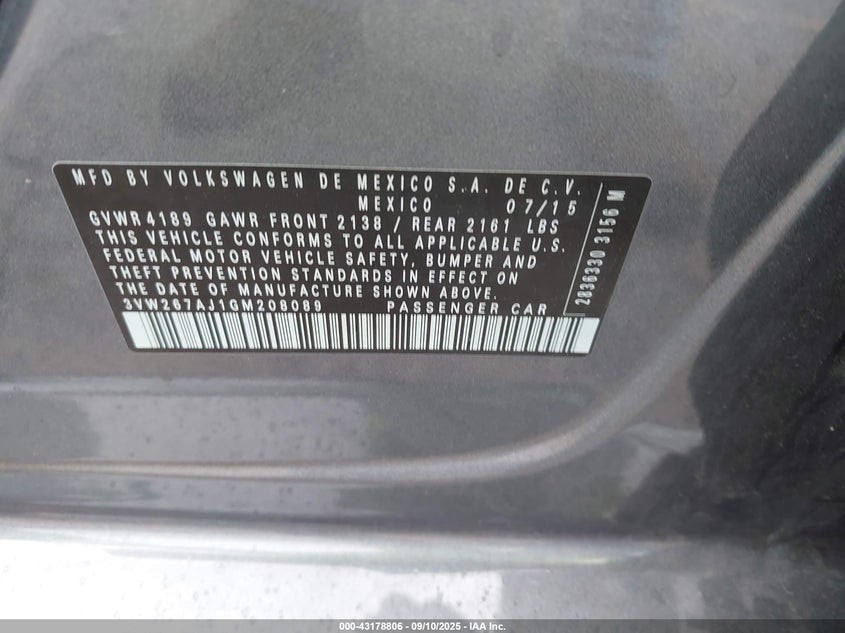 MFD BY VOLKSWAGEN DE MEXICO S.A. DE C.V.
MEXICO 07/15
GVWR 4189 GAWR FRONT 2138 / REAR 2161 LBS
THIS VEHICLE CONFORMS TO ALL APPLICABLE U.S.
FEDERAL MOTOR VEHICLE SAFETY, BUMPER AND
THEFT PREVENTION STANDARDS IN EFFECT ON
THE DATE OF MANUFACTURE SHOWN ABOVE.
3VW267AJ1GM208089 PASSENGER CAR
2836330 3156 M
000-43178806 - 09/10/2025 - IAA Inc.